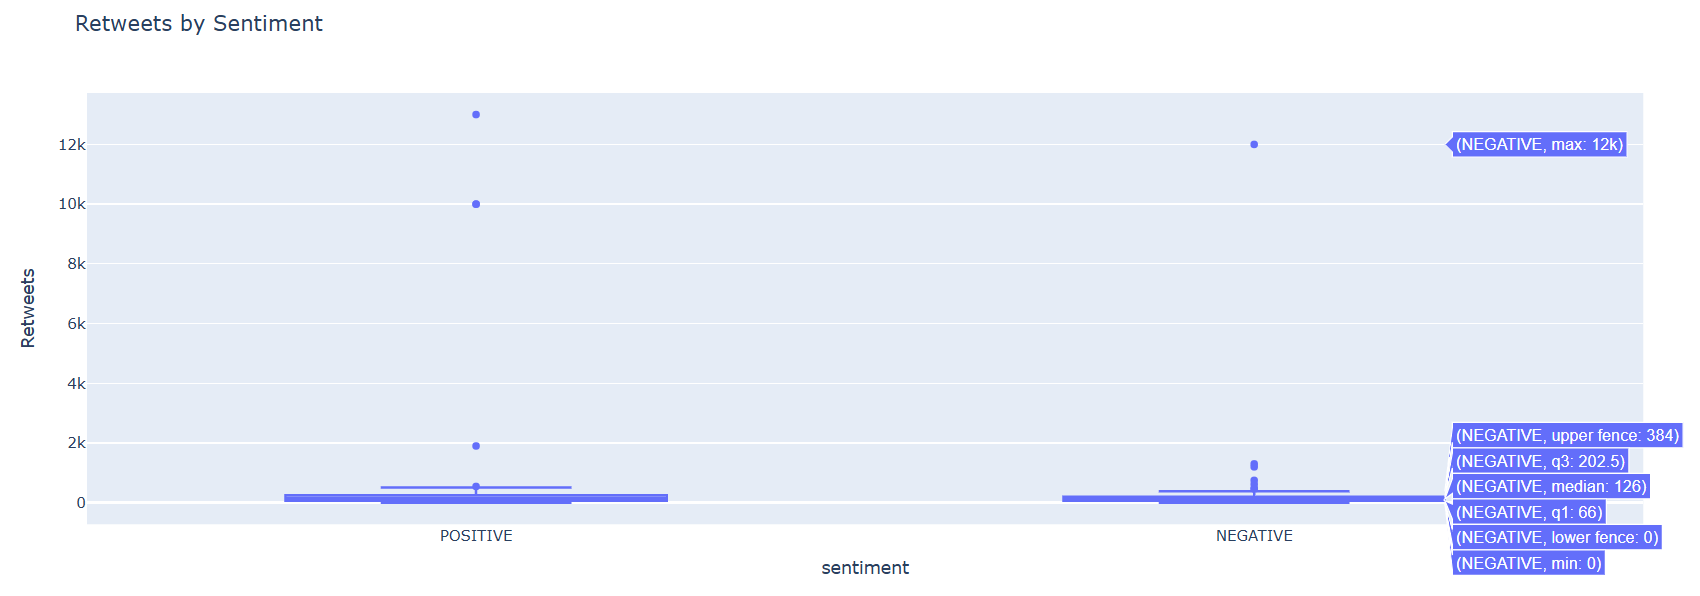 Retweets by Sentiment
12k
10k
8k
6k
4k
2k
0
Retweets
POSITIVE
NEGATIVE
sentiment
(NEGATIVE, max: 12k)
(NEGATIVE, upper fence: 384)
(NEGATIVE, q3: 202.5)
(NEGATIVE, median: 126)
(NEGATIVE, q1: 66)
(NEGATIVE, lower fence: 0)
(NEGATIVE, min: 0)